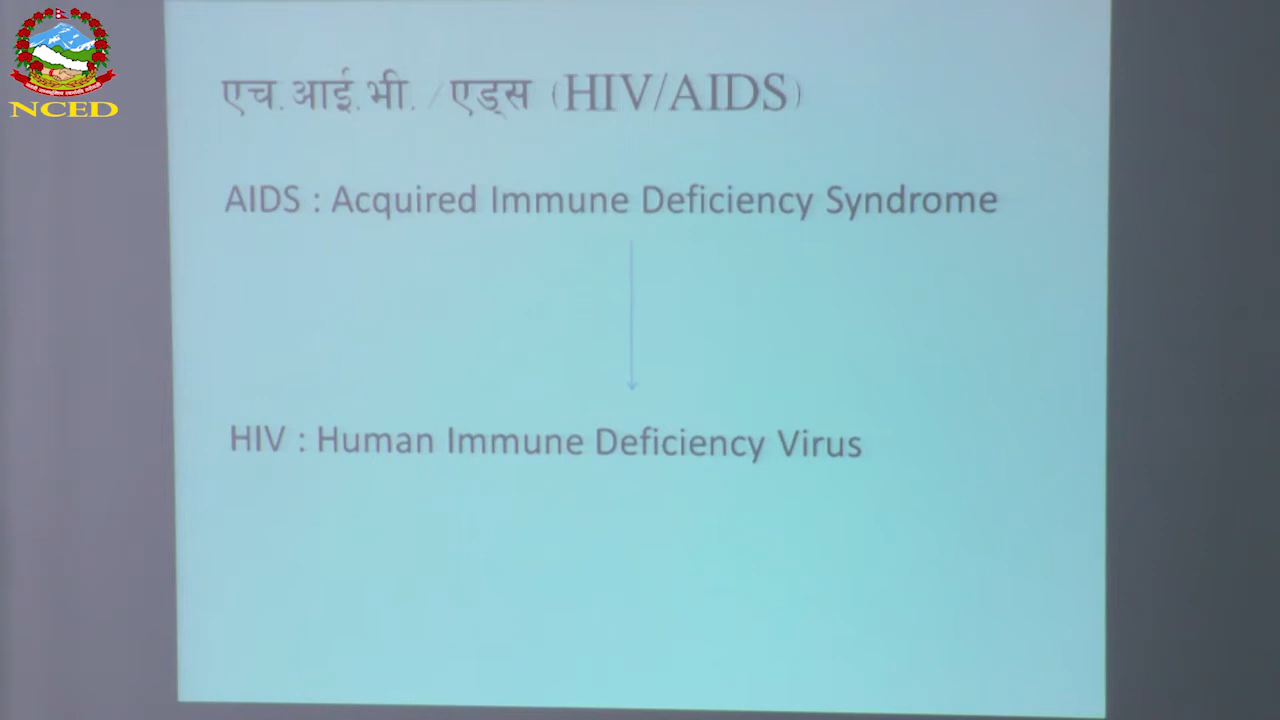 NCED
एच.आई.भी./एड्स (HIV/AIDS)
AIDS : Acquired Immune Deficiency Syndrome
HIV : Human Immune Deficiency Virus